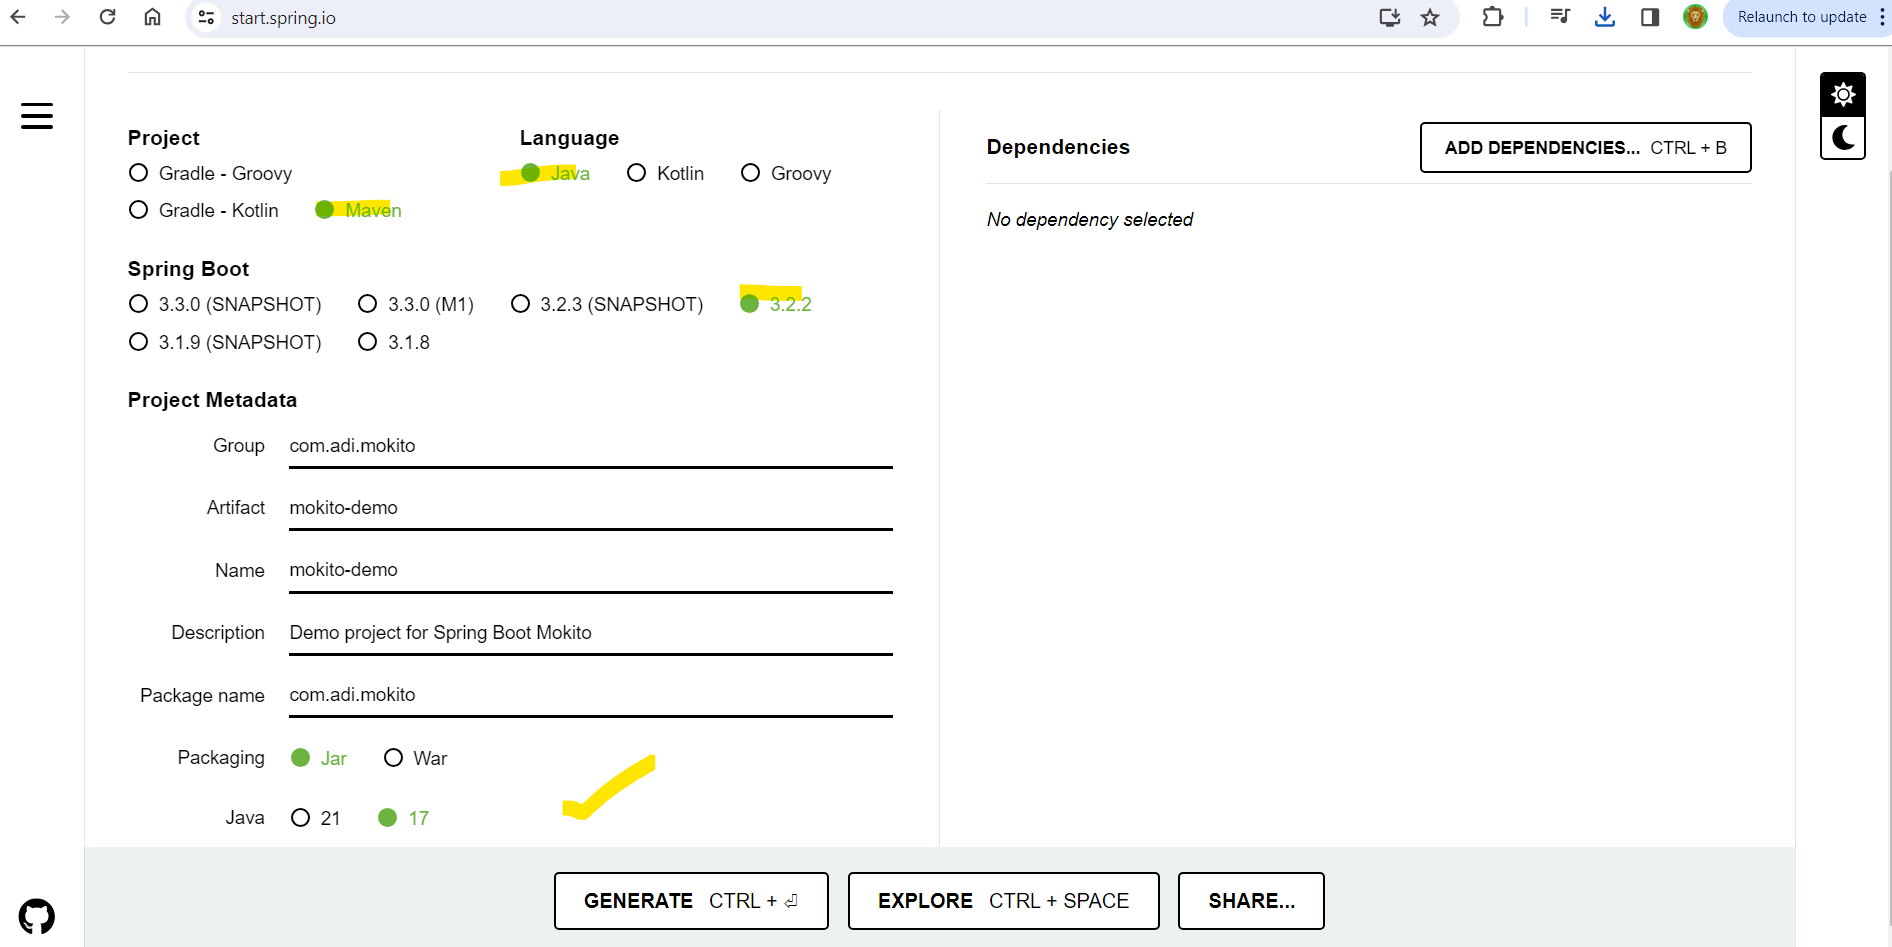 start.spring.io
Relaunch to update
Project
Gradle - Groovy
Gradle - Kotlin
Maven
Language
Java
Kotlin
Groovy
Spring Boot
3.3.0 (SNAPSHOT)
3.3.0 (M1)
3.2.3 (SNAPSHOT)
3.2.2
3.1.9 (SNAPSHOT)
3.1.8
Project Metadata
Group com.adi.mokito
Artifact mokito-demo
Name mokito-demo
Description Demo project for Spring Boot Mokito
Package name com.adi.mokito
Packaging Jar War
Java 21 17
Dependencies
ADD DEPENDENCIES... CTRL + B
No dependency selected
GENERATE CTRL + ⏎
EXPLORE CTRL + SPACE
SHARE...